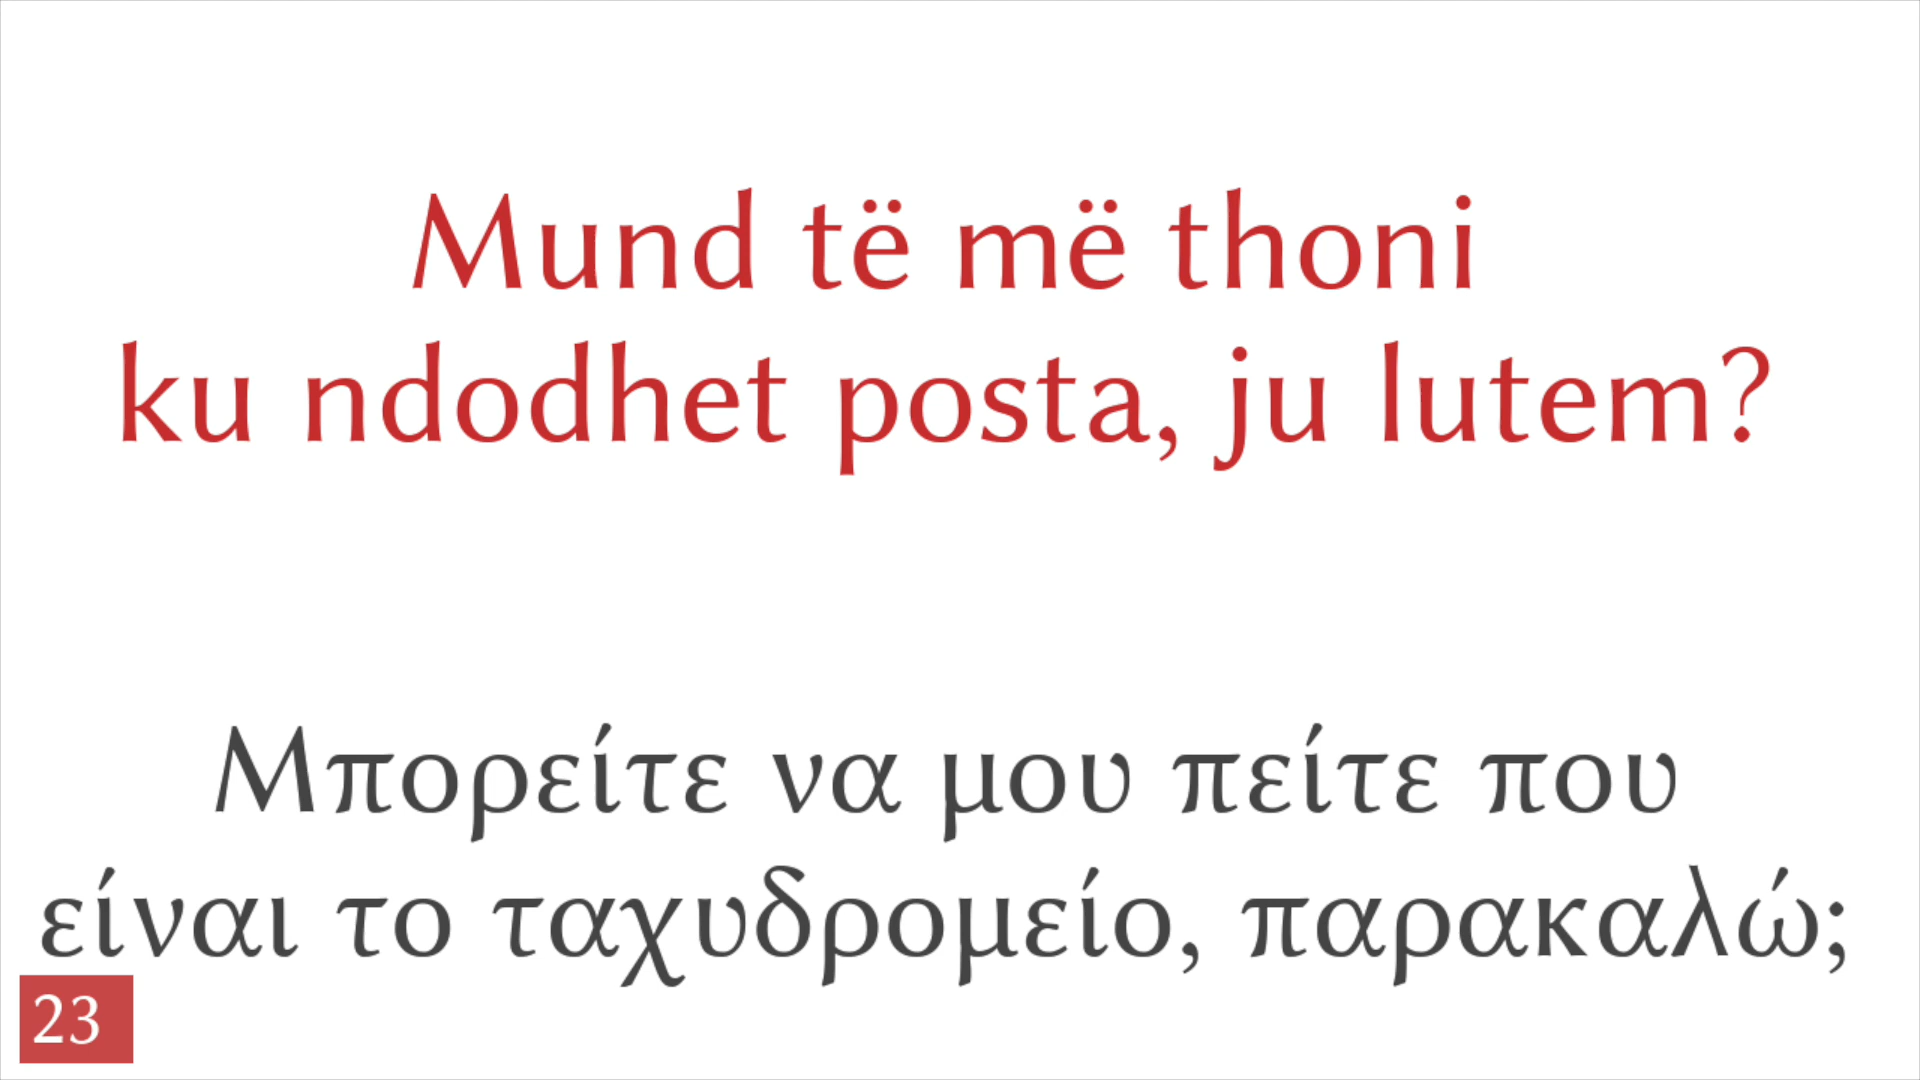 Mund të më thoni
ku ndodhet posta, ju lutem?
Μπορείτε να μου πείτε που
είναι το ταχυδρομείο, παρακαλώ;
23